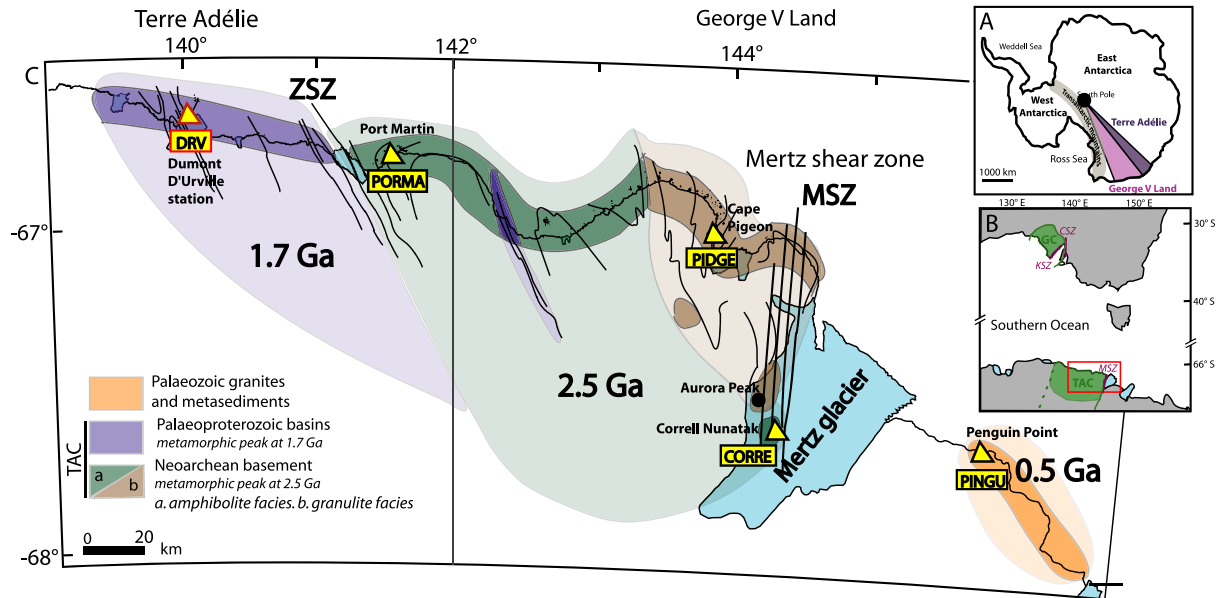 Terre Adélie
George V Land
140°
142°
144°
C
ZSZ
Port Martin
DRV
Dumont
D'Urville
station
PORMA
Mertz shear zone
MSZ
Cape
Pigeon
PIDGE
-67°
1.7 Ga
2.5 Ga
Aurora Peak
Correll Nunatak
CORRE
Mertz glacier
Penguin Point
PINGU
0.5 Ga
Palaeozoic granites
and metasediments
TAC
Palaeoproterozoic basins
metamorphic peak at 1.7 Ga
a
b
Neoarchean basement
metamorphic peak at 2.5 Ga
a. amphibolite facies. b. granulite facies
0
20
km
-68°
A
Weddell Sea
East
Antarctica
West
Antarctica
South Pole
Transantarctic mountains
Terre Adélie
Ross Sea
1000 km
George V Land
130°E
140°E
150°E
B
30°S
GC
CSZ
KSZ
40° S
Southern Ocean
66°S
MSZ
TAC